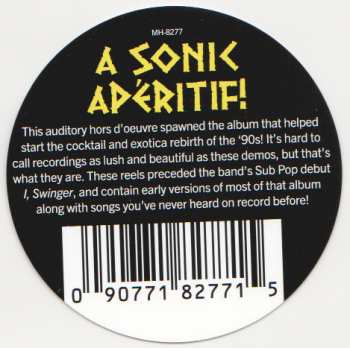 MH-8277
A SONIC
APÉRITIF!
This auditory hors d'oeuvre spawned the album that helped
start the cocktail and exotica rebirth of the '90s! It's hard to
call recordings as lush and beautiful as these demos, but that's
what they are. These reels preceded the band's Sub Pop debut
I, Swinger, and contain early versions of most of that album
along with songs you've never heard on record before!
0 90771 82771 5